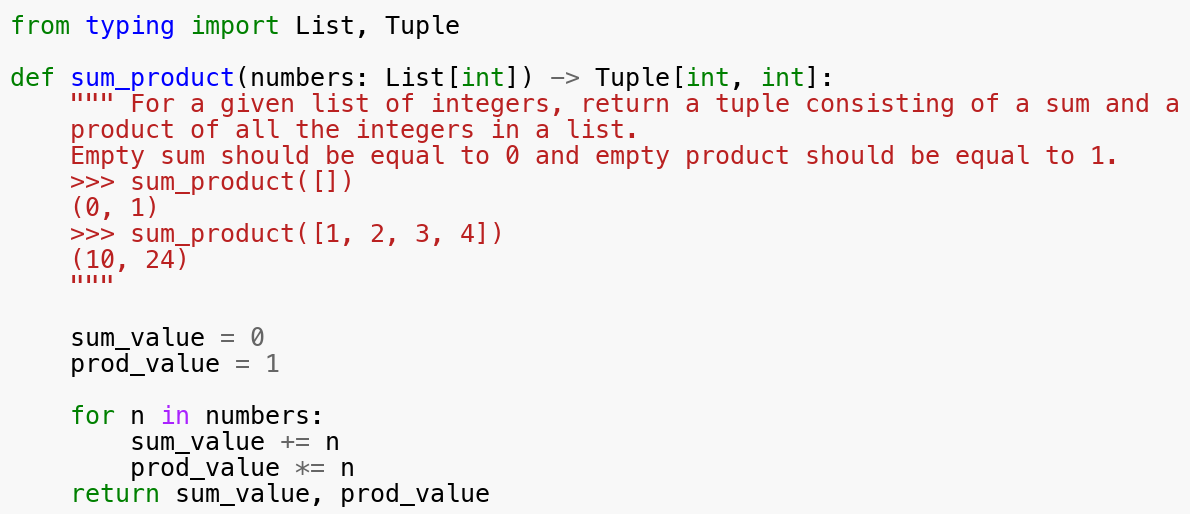 from typing import List, Tuple

def sum_product(numbers: List[int]) -> Tuple[int, int]:
    """ For a given list of integers, return a tuple consisting of a sum and a
    product of all the integers in a list.
    Empty sum should be equal to 0 and empty product should be equal to 1.
    >>> sum_product([])
    (0, 1)
    >>> sum_product([1, 2, 3, 4])
    (10, 24)
    """

    sum_value = 0
    prod_value = 1

    for n in numbers:
        sum_value += n
        prod_value *= n
    return sum_value, prod_value